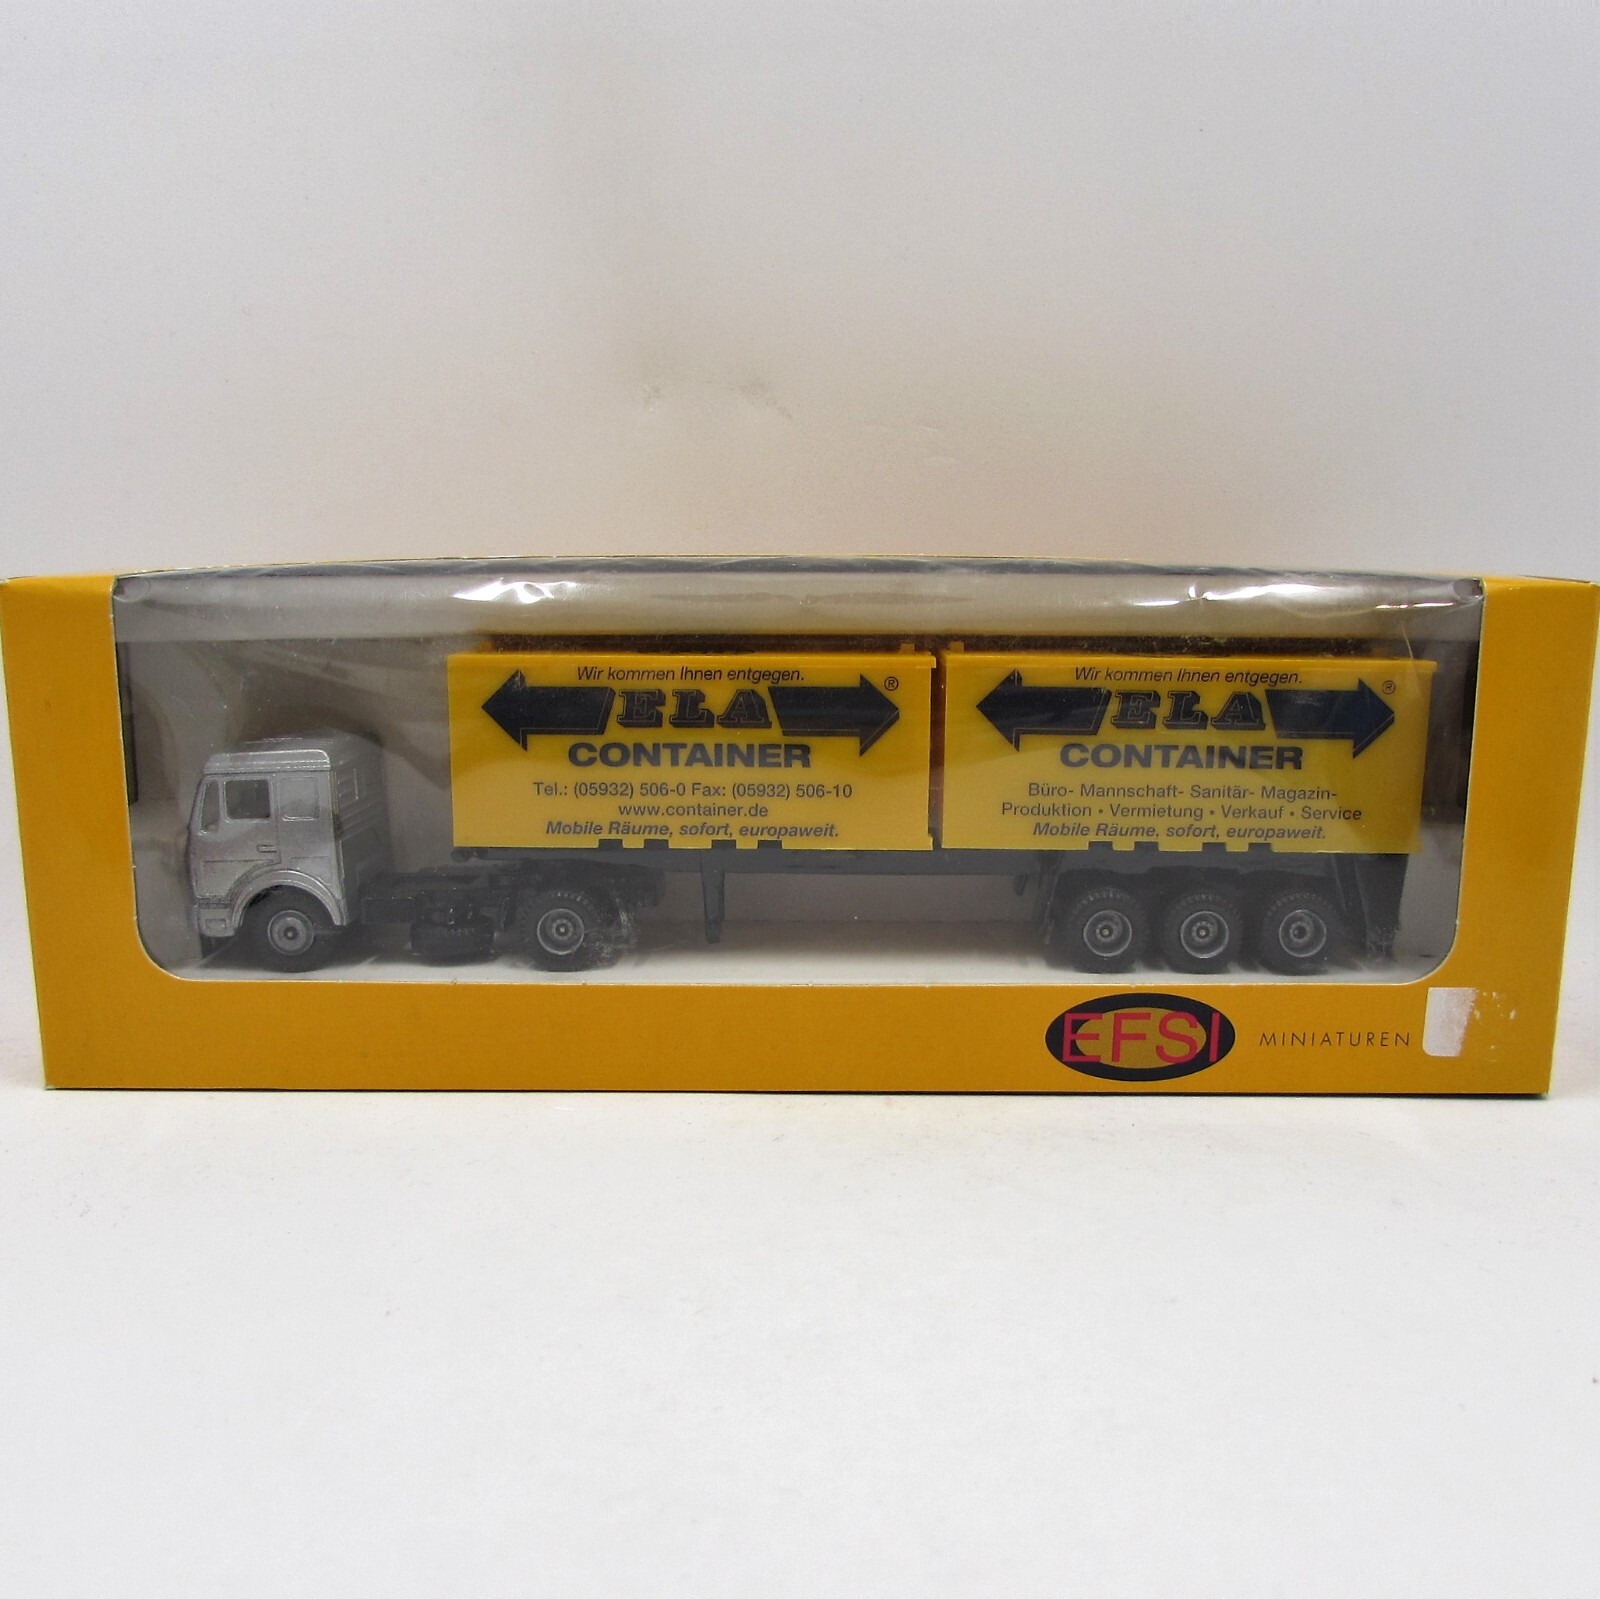 Wir kommen Ihnen entgegen.
ELA ®
CONTAINER
Tel.: (05932) 506-0 Fax: (05932) 506-10
www.container.de
Mobile Räume, sofort, europaweit.
Wir kommen Ihnen entgegen.
ELA ®
CONTAINER
Büro- Mannschaft- Sanitär- Magazin-
Produktion • Vermietung • Verkauf • Service
Mobile Räume, sofort, europaweit.
EFSI MINIATUREN